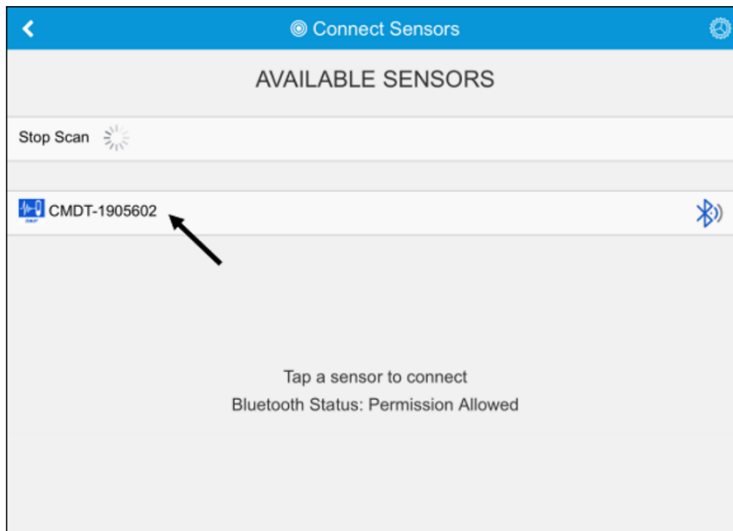 Connect Sensors
AVAILABLE SENSORS
Stop Scan
CMDT-1905602
Tap a sensor to connect
Bluetooth Status: Permission Allowed